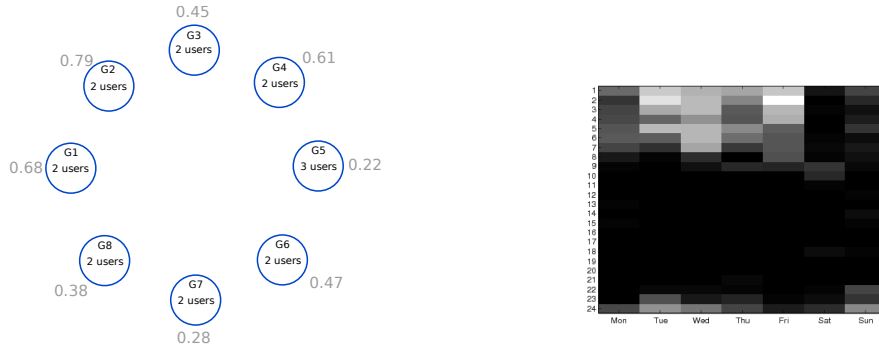 0.45
G3
2 users
0.79
G2
2 users
0.61
G4
2 users
0.68
G1
2 users
G5
3 users
0.22
G8
2 users
0.38
G6
2 users
0.47
G7
2 users
0.28
1
2
3
4
5
6
7
8
9
10
11
12
13
14
15
16
17
18
19
20
21
22
23
24
Mon Tue Wed Thu Fri Sat Sun